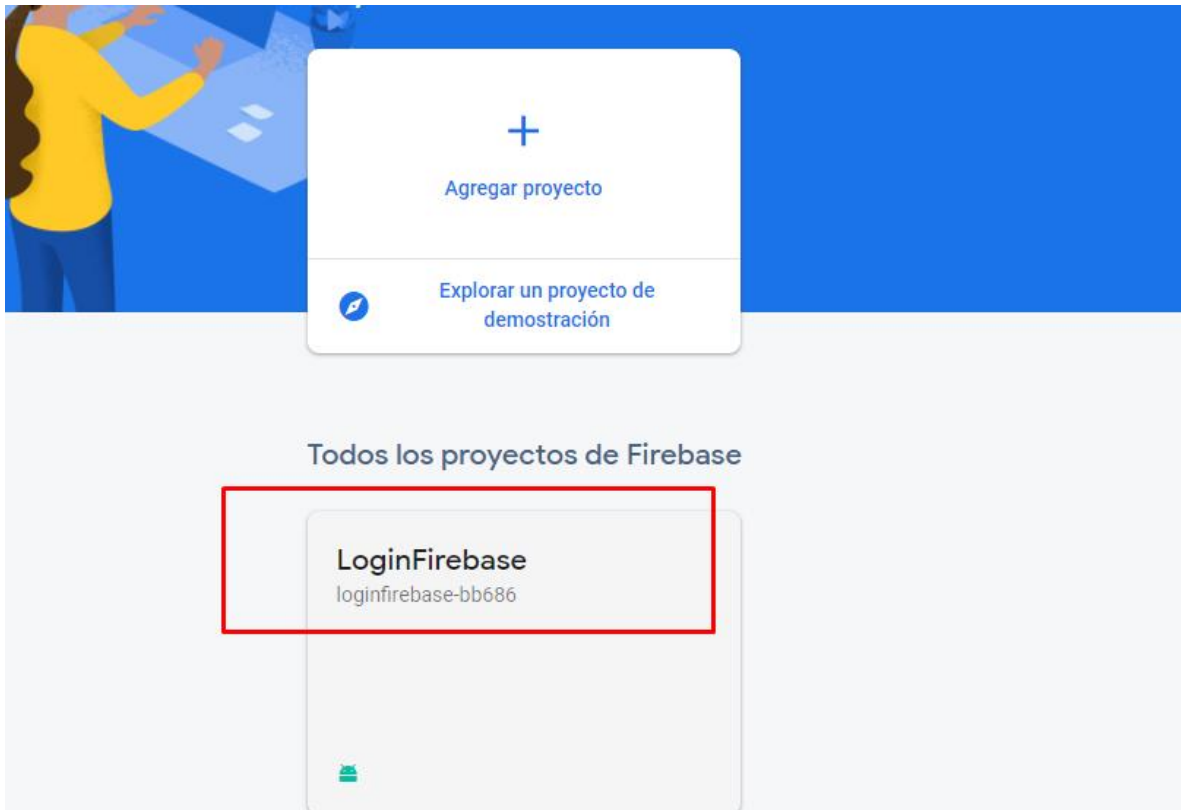 Agregar proyecto
Explorar un proyecto de
demostración
Todos los proyectos de Firebase
LoginFirebase
loginfirebase-bb686